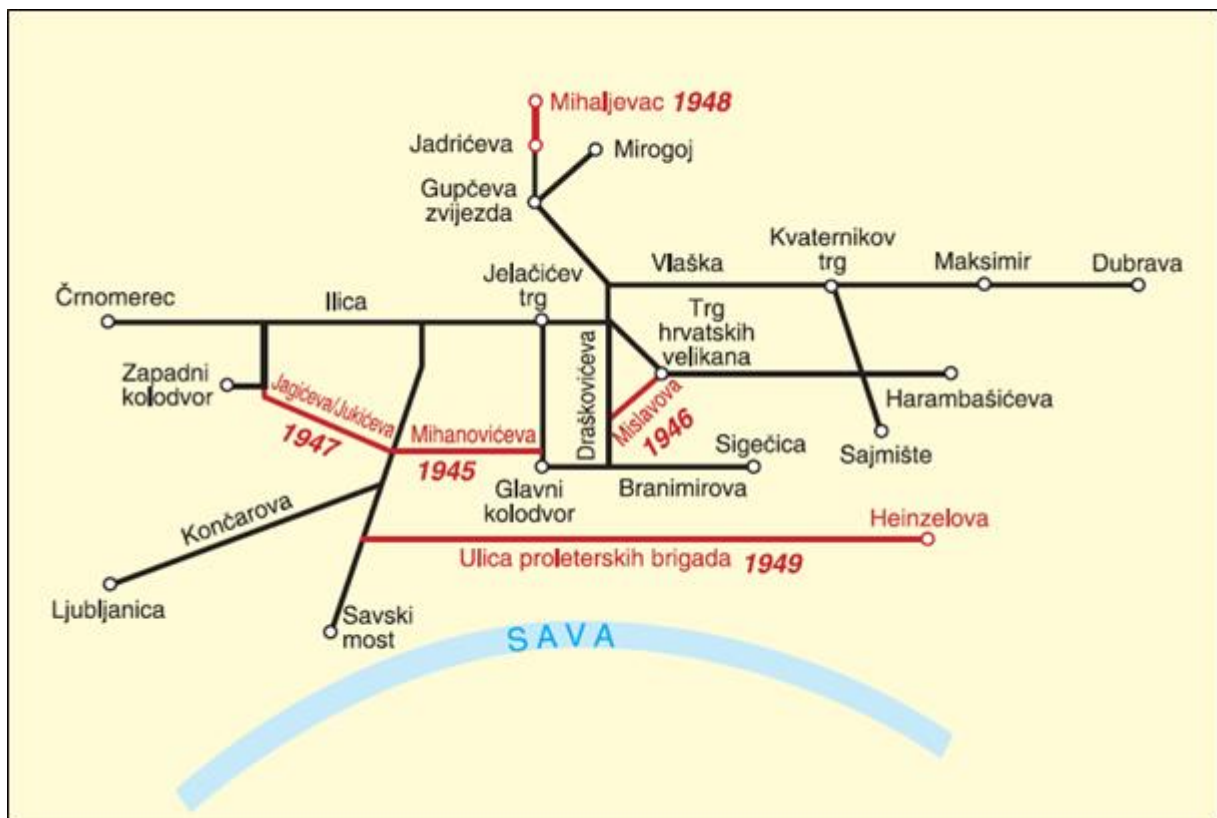 Mihaljevac 1948
Jadrićeva
Mirogoj
Gupčeva
zvijezda
Kvaternikov
trg
Vlaška
Maksimir
Dubrava
Jelačićev
trg
Črnomerec
Ilica
Trg
hrvatskih
velikana
Zapadni
kolodvor
Jagićeva/Jukićeva
1947
Mihanovićeva
1945
Draškovićeva
Mislavova
1946
Harambašićeva
Sigečica
Sajmište
Glavni
kolodvor
Branimirova
Končarova
Heinzelova
Ulica proleterskih brigada 1949
Ljubljanica
Savski
most
SAVA